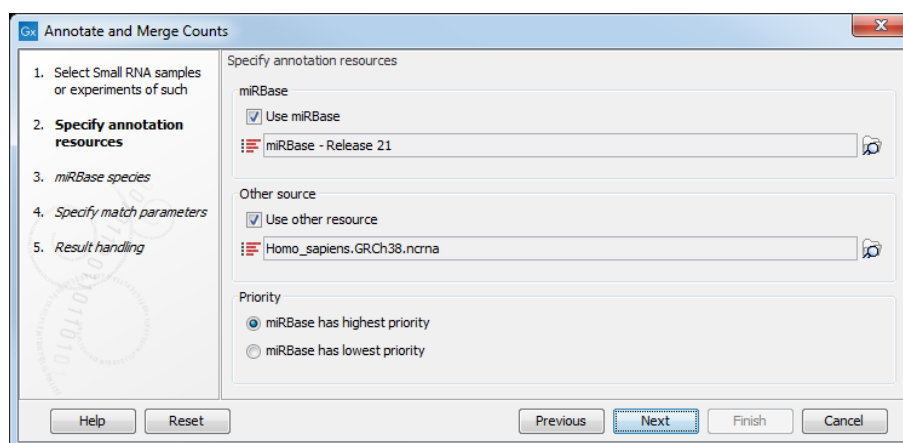 Gx Annotate and Merge Counts
x
1. Select Small RNA samples
or experiments of such
2. Specify annotation
resources
3. miRBase species
4. Specify match parameters
5. Result handling
Specify annotation resources
miRBase
Use miRBase
miRBase - Release 21
Other source
Use other resource
Homo_sapiens.GRCh38.ncrna
Priority
miRBase has highest priority
miRBase has lowest priority
Help Reset Previous Next Finish Cancel